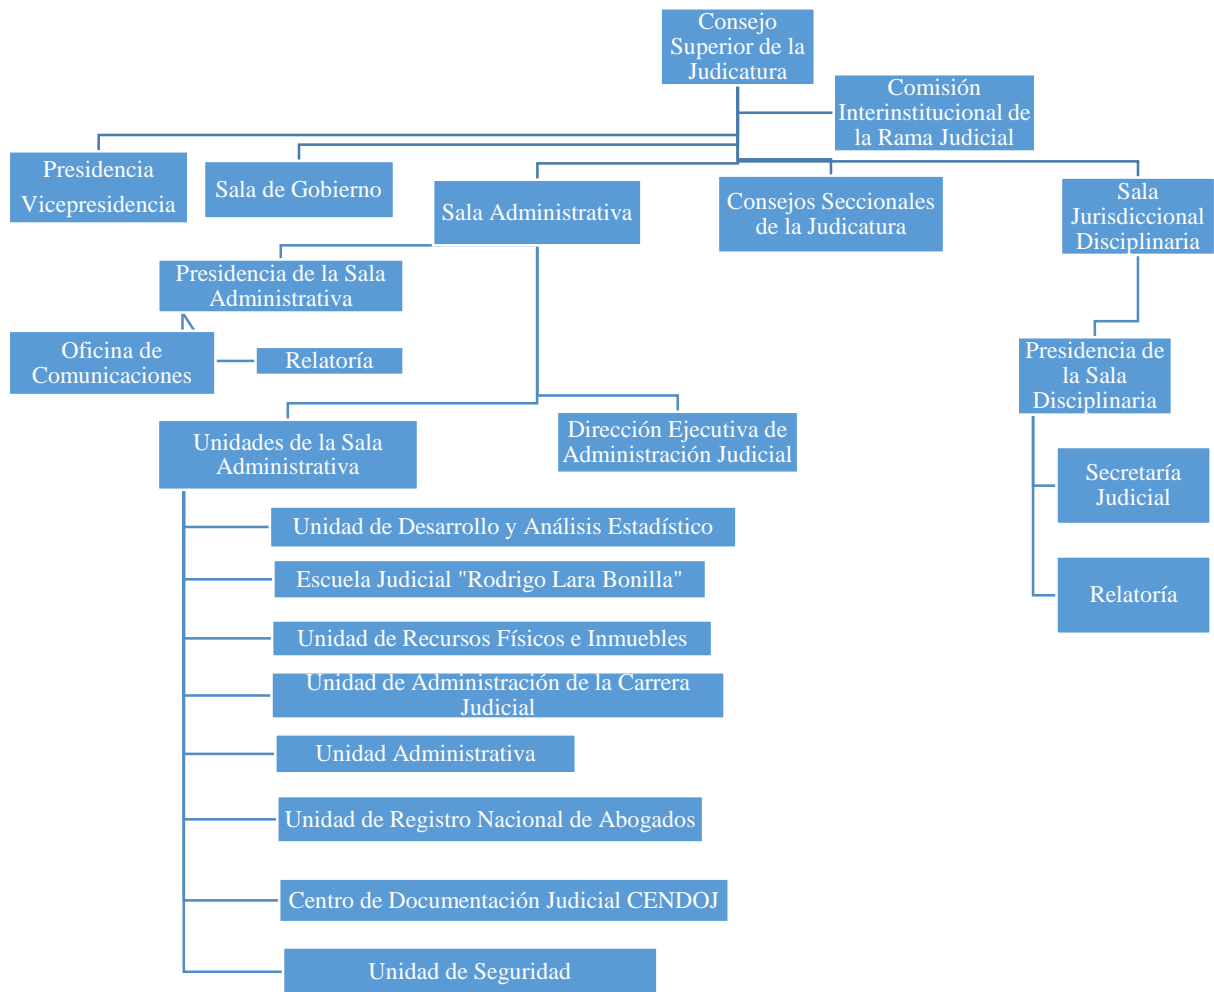 Consejo
Superior de la
Judicatura
Comisión
Interinstitucional de
la Rama Judicial
Presidencia
Vicepresidencia
Sala de Gobierno
Sala Administrativa
Consejos Seccionales
de la Judicatura
Sala
Jurisdiccional
Disciplinaria
Presidencia de la Sala
Administrativa
Oficina de
Comunicaciones
Relatoría
Presidencia de
la Sala
Disciplinaria
Unidades de la Sala
Administrativa
Dirección Ejecutiva de
Administración Judicial
Secretaría
Judicial
Relatoría
Unidad de Desarrollo y Análisis Estadístico
Escuela Judicial "Rodrigo Lara Bonilla"
Unidad de Recursos Físicos e Inmuebles
Unidad de Administración de la Carrera
Judicial
Unidad Administrativa
Unidad de Registro Nacional de Abogados
Centro de Documentación Judicial CENDOJ
Unidad de Seguridad